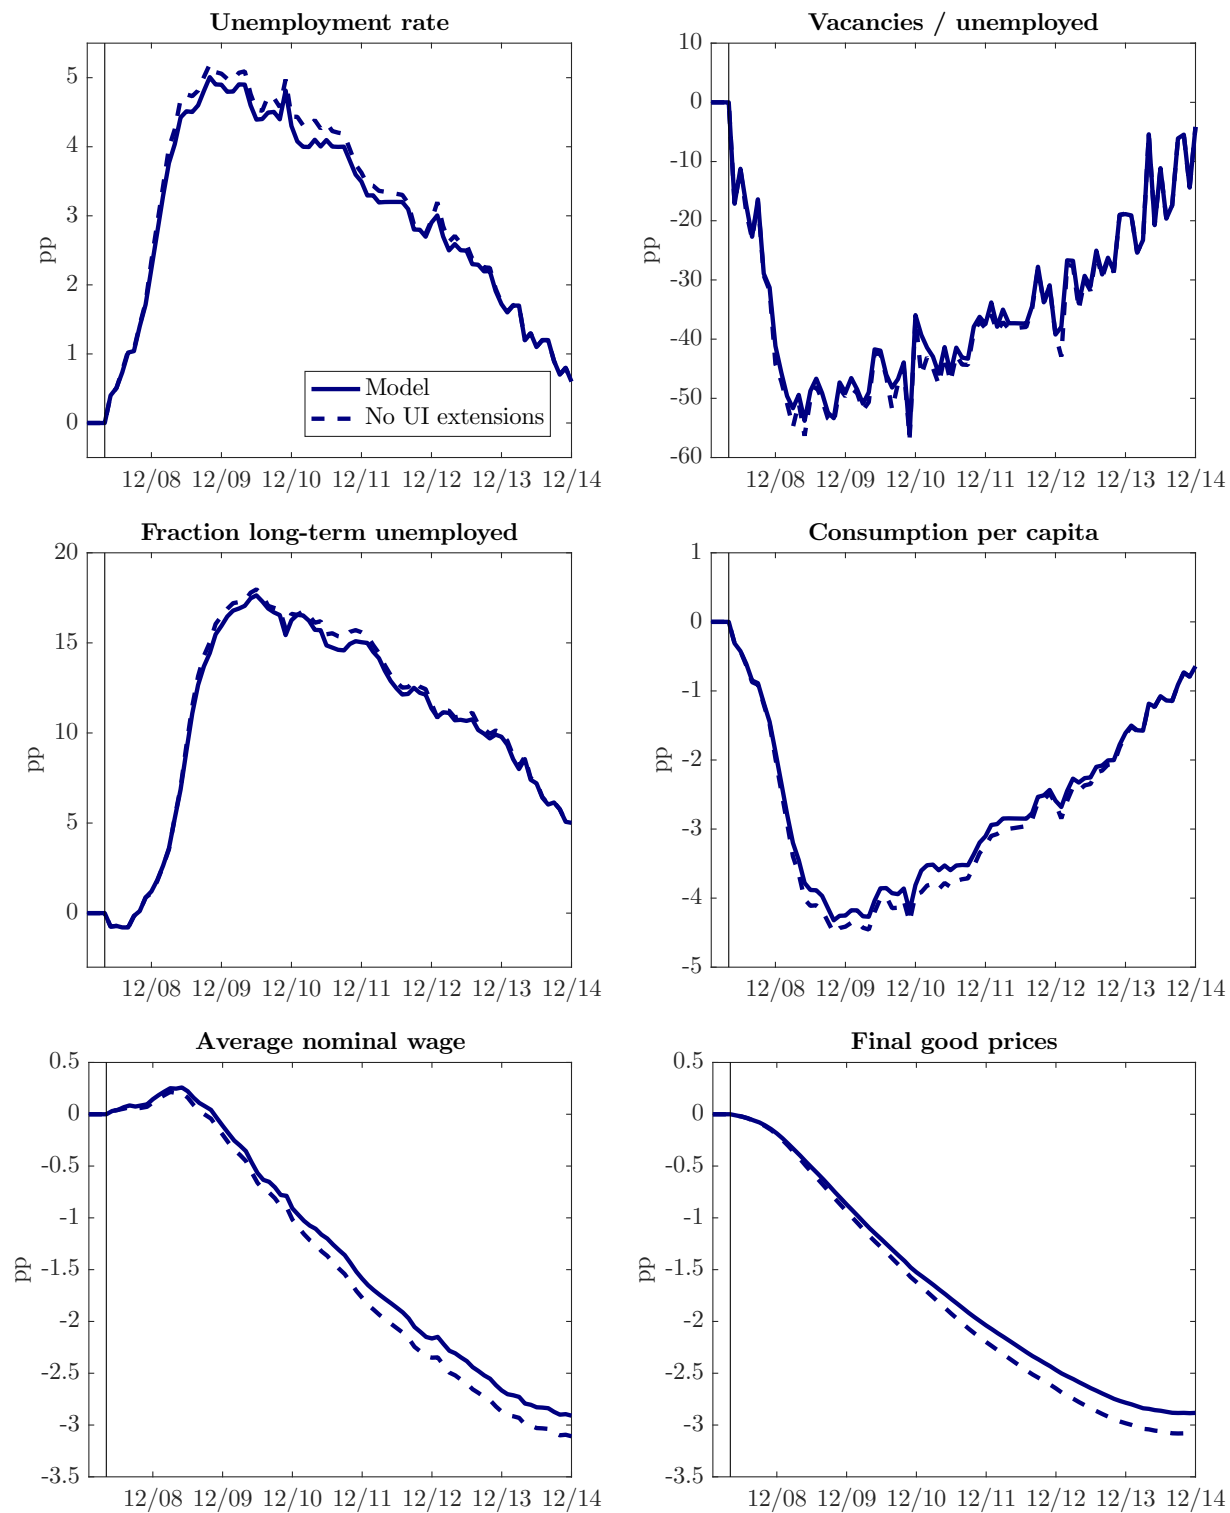 Unemployment rate
5
4
3
2
1
0
pp
Model
No UI extensions
12/08 12/09 12/10 12/11 12/12 12/13 12/14
Vacancies / unemployed
10
0
-10
-20
-30
-40
-50
-60
pp
12/08 12/09 12/10 12/11 12/12 12/13 12/14
Fraction long-term unemployed
20
15
10
5
0
pp
12/08 12/09 12/10 12/11 12/12 12/13 12/14
Consumption per capita
1
0
-1
-2
-3
-4
-5
pp
12/08 12/09 12/10 12/11 12/12 12/13 12/14
Average nominal wage
0.5
0
-0.5
-1
-1.5
-2
-2.5
-3
-3.5
pp
12/08 12/09 12/10 12/11 12/12 12/13 12/14
Final good prices
0.5
0
-0.5
-1
-1.5
-2
-2.5
-3
-3.5
pp
12/08 12/09 12/10 12/11 12/12 12/13 12/14